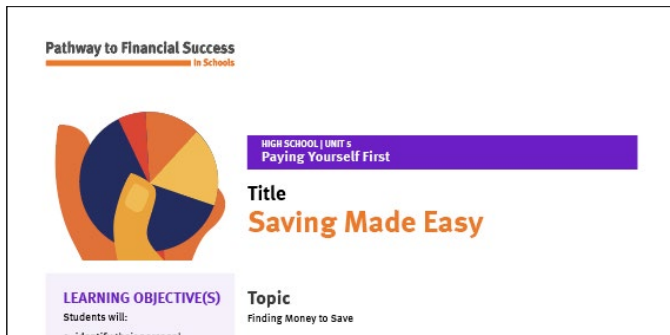 Pathway to Financial Success
in Schools
HIGH SCHOOL | UNIT 5
Paying Yourself First
Title
Saving Made Easy
LEARNING OBJECTIVE(S)
Students will:
Topic
Finding Money to Save